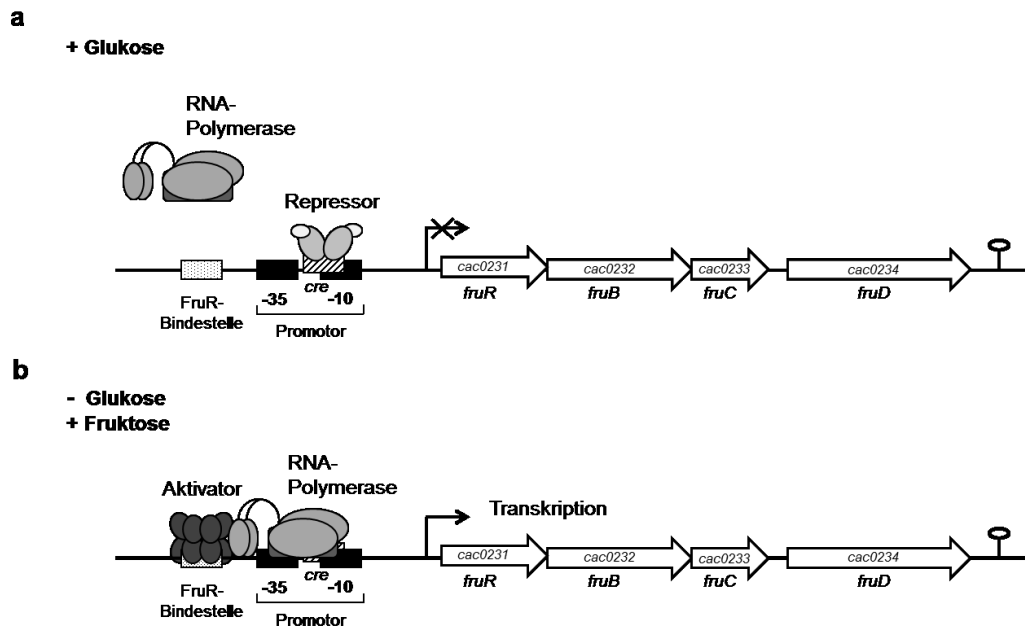 a
+ Glukose
RNA-
Polymerase
Repressor
cac0231 cac0232 cac0233 cac0234
cre
-35 -10
fruR fruB fruC fruD
FruR-
Bindestelle
Promotor
b
- Glukose
+ Fruktose
RNA-
Polymerase
Aktivator
Transkription
cac0231 cac0232 cac0233 cac0234
cre
-35 -10
fruR fruB fruC fruD
FruR-
Bindestelle
Promotor